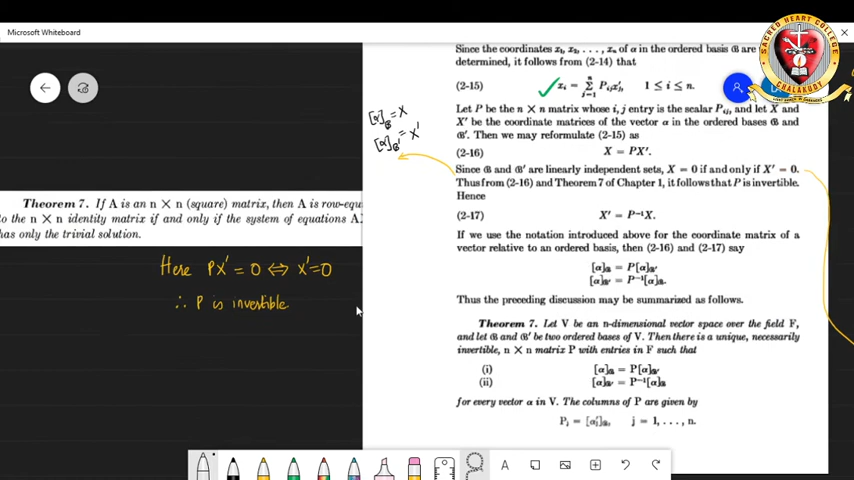 Microsoft Whiteboard
SACRED HEART COLLEGE
CHALAKUDY
Since the coordinates x₁, x₂, . . . , xₙ of α in the ordered basis ℬ are
determined, it follows from (2-14) that
(2-15) xᵢ = Σⱼ₌₁ⁿ Pᵢⱼx′ⱼ, 1 ≤ i ≤ n.
Let P be the n × n matrix whose i, j entry is the scalar Pᵢⱼ, and let X and
X′ be the coordinate matrices of the vector α in the ordered bases ℬ and
ℬ′. Then we may reformulate (2-15) as
(2-16) X = PX′.
Since ℬ and ℬ′ are linearly independent sets, X = 0 if and only if X′ = 0.
Thus from (2-16) and Theorem 7 of Chapter 1, it follows that P is invertible.
Hence
(2-17) X′ = P⁻¹X.
If we use the notation introduced above for the coordinate matrix of a
vector relative to an ordered basis, then (2-16) and (2-17) say
[α]ℬ = P[α]ℬ′
[α]ℬ′ = P⁻¹[α]ℬ.
Thus the preceding discussion may be summarized as follows.
Theorem 7. Let V be an n-dimensional vector space over the field F,
and let ℬ and ℬ′ be two ordered bases of V. Then there is a unique, necessarily
invertible, n × n matrix P with entries in F such that
(i) [α]ℬ = P[α]ℬ′
(ii) [α]ℬ′ = P⁻¹[α]ℬ
for every vector α in V. The columns of P are given by
Pⱼ = [α′ⱼ]ℬ, j = 1, . . . , n.
[α]ℬ = X
[α]ℬ′ = X′
Theorem 7. If A is an n × n (square) matrix, then A is row-equ
to the n × n identity matrix if and only if the system of equations A
has only the trivial solution.
Here PX′ = 0 ⇔ X′ = 0
∴ P is invertible
A